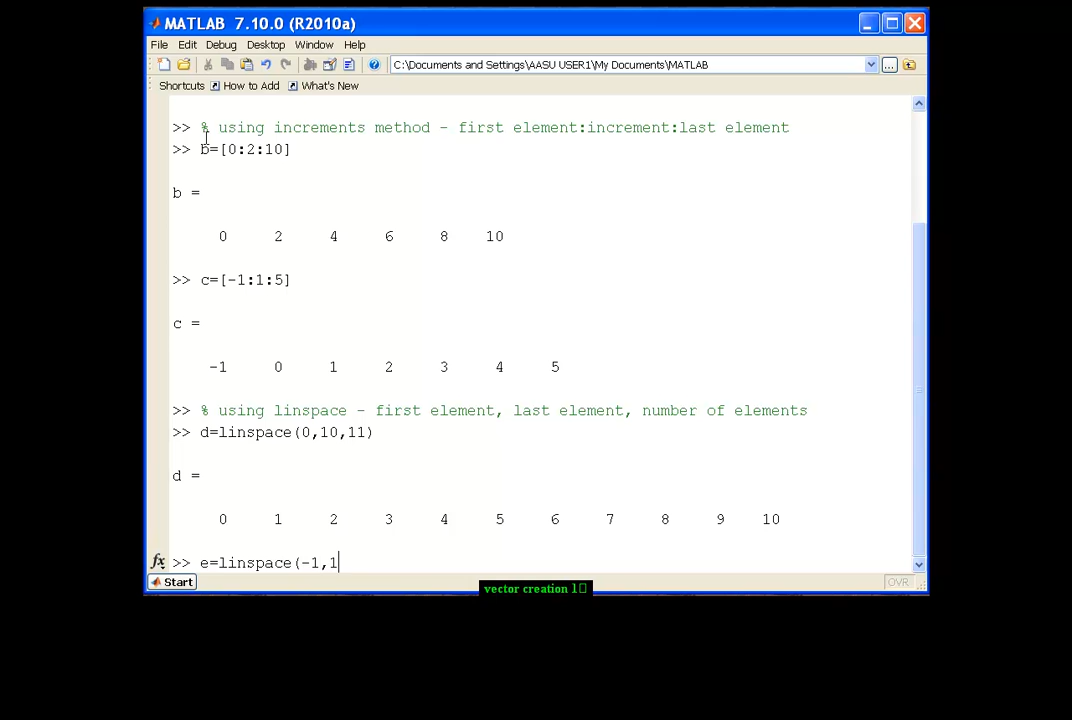 MATLAB 7.10.0 (R2010a)
File Edit Debug Desktop Window Help
C:\Documents and Settings\AASU USER1\My Documents\MATLAB
Shortcuts How to Add What's New
>> % using increments method - first element:increment:last element
>> b=[0:2:10]
b =
0 2 4 6 8 10
>> c=[-1:1:5]
c =
-1 0 1 2 3 4 5
>> % using linspace - first element, last element, number of elements
>> d=linspace(0,10,11)
d =
0 1 2 3 4 5 6 7 8 9 10
fx >> e=linspace(-1,1
Start OVR
vector creation 1